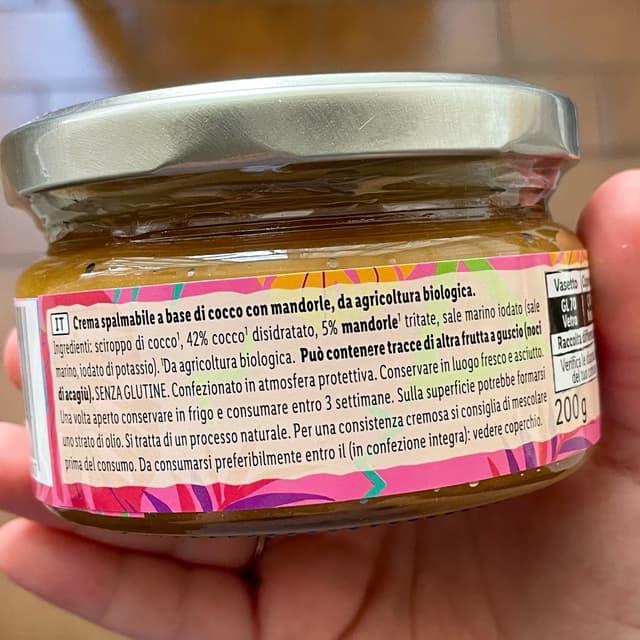 IT Crema spalmabile a base di cocco con mandorle, da agricoltura biologica.
Ingredienti: sciroppo di cocco¹, 42% cocco¹ disidratato, 5% mandorle¹ tritate, sale marino iodato (sale
marino, iodato di potassio). ¹Da agricoltura biologica. Può contenere tracce di altra frutta a guscio (noci
di acagiù). SENZA GLUTINE. Confezionato in atmosfera protettiva. Conservare in luogo fresco e asciutto.
Una volta aperto conservare in frigo e consumare entro 3 settimane. Sulla superficie potrebbe formarsi
uno strato di olio. Si tratta di un processo naturale. Per una consistenza cremosa si consiglia di mescolare
prima del consumo. Da consumarsi preferibilmente entro il (in confezione integra): vedere coperchio.
Vasetto
GL 70
Vetro
Raccolta
Verifica
del tuo
200 g